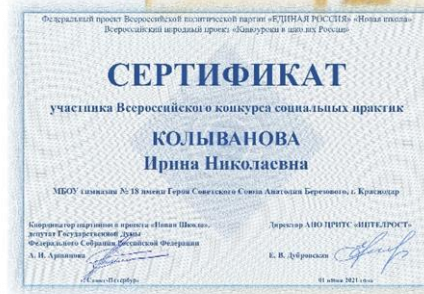 Федеральный проект Всероссийской политической партии «ЕДИНАЯ РОССИЯ» «Новая школа»
Всероссийский народный проект «Киноуроки в школах России»
СЕРТИФИКАТ
участника Всероссийского конкурса социальных практик
КОЛЫВАНОВА
Ирина Николаевна
МБОУ гимназия № 18 имени Героя Советского Союза Анатолия Березового, г. Краснодар
Координатор партийного проекта «Новая Школа»,
депутат Государственной Думы
Федерального Собрания Российской Федерации
А. И. Аршинова
Директор АНО ЦРИТС «ИНТЕЛРОСТ»
Е. В. Дубровская
г. Санкт-Петербург
01 2021 года